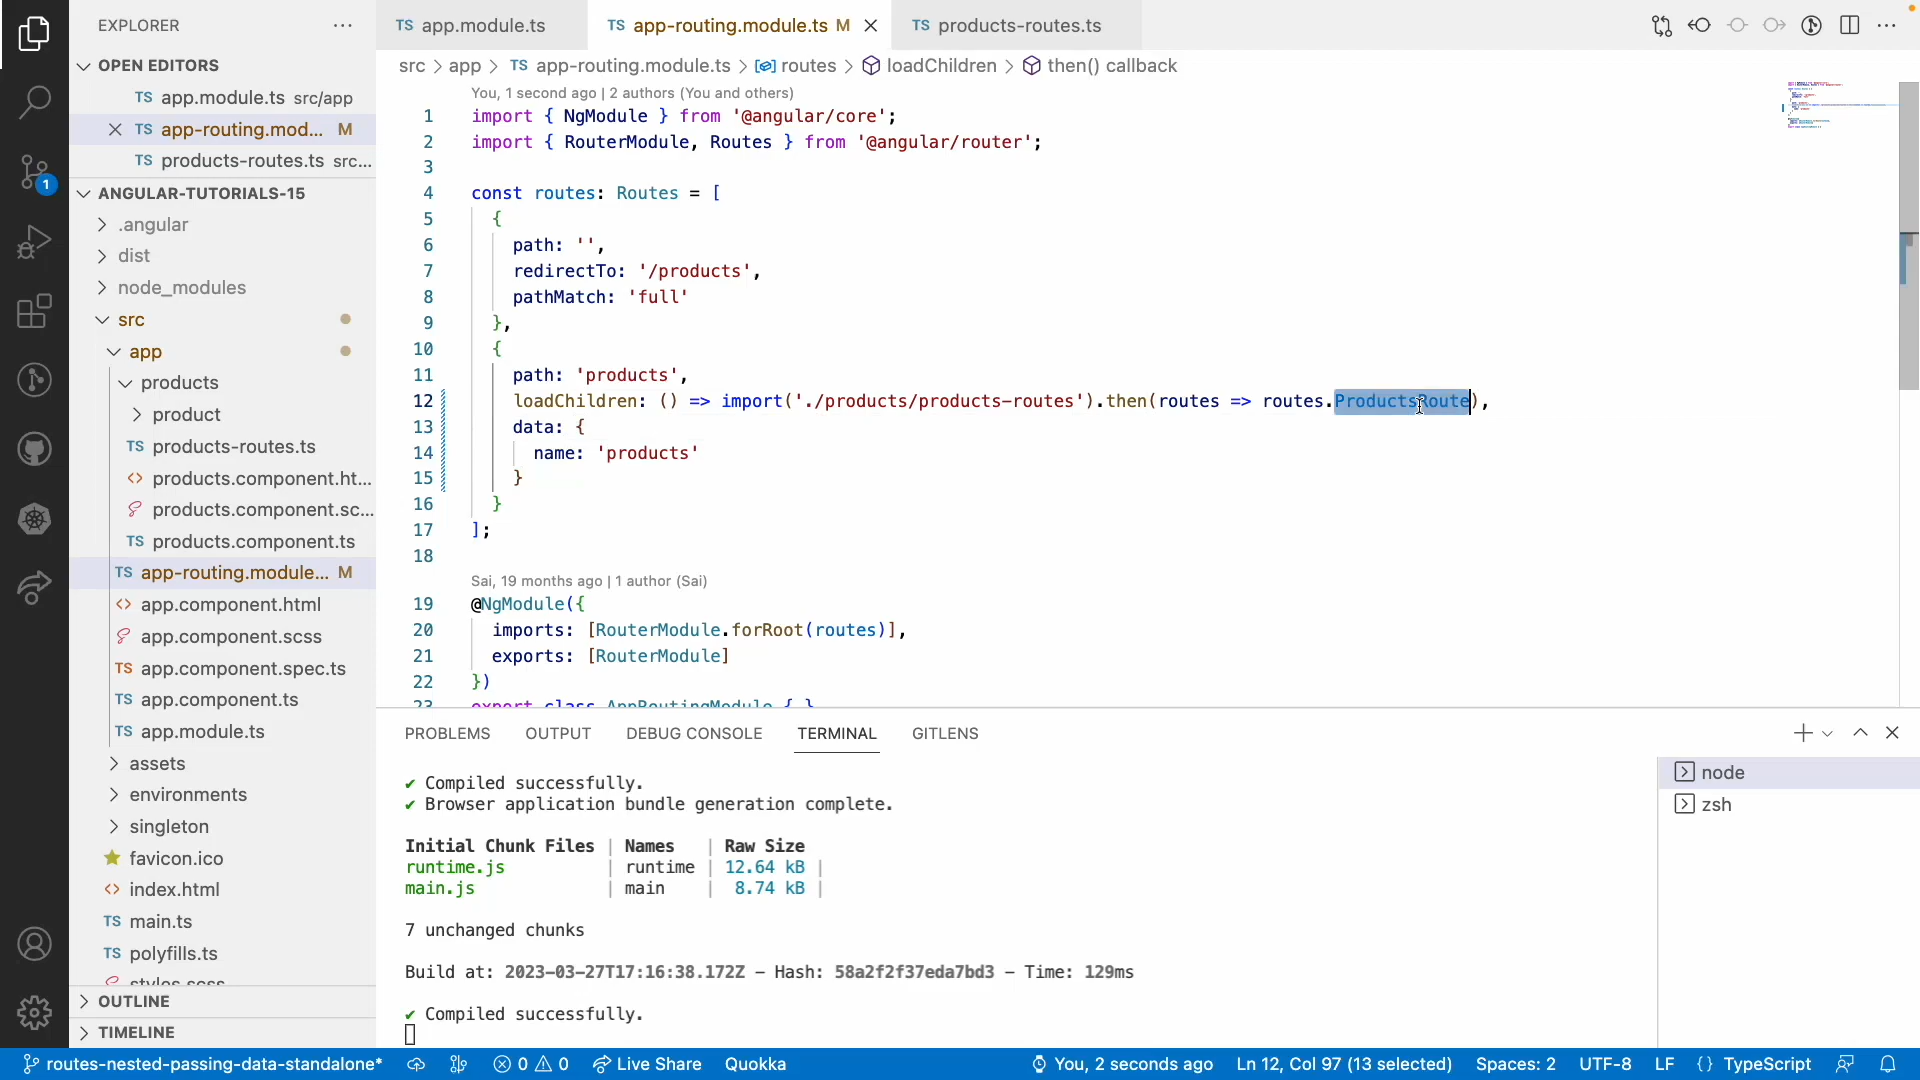 EXPLORER
OPEN EDITORS
TS app.module.ts src/app
TS app-routing.mod... M
TS products-routes.ts src...
ANGULAR-TUTORIALS-15
.angular
dist
node_modules
src
app
products
product
TS products-routes.ts
products.component.ht...
products.component.sc...
TS products.component.ts
TS app-routing.module... M
app.component.html
app.component.scss
TS app.component.spec.ts
TS app.component.ts
TS app.module.ts
assets
environments
singleton
favicon.ico
index.html
TS main.ts
TS polyfills.ts
styles.scss
OUTLINE
TIMELINE
1
TS app.module.ts
TS app-routing.module.ts M
TS products-routes.ts
src > app > TS app-routing.module.ts > routes > loadChildren > then() callback
You, 1 second ago | 2 authors (You and others)
1 import { NgModule } from '@angular/core';
2 import { RouterModule, Routes } from '@angular/router';
3
4 const routes: Routes = [
5 {
6 path: '',
7 redirectTo: '/products',
8 pathMatch: 'full'
9 },
10 {
11 path: 'products',
12 loadChildren: () => import('./products/products-routes').then(routes => routes.ProductsRoute),
13 data: {
14 name: 'products'
15 }
16 }
17 ];
18
Sai, 19 months ago | 1 author (Sai)
19 @NgModule({
20 imports: [RouterModule.forRoot(routes)],
21 exports: [RouterModule]
22 })
23 export class AppRoutingModule { }
PROBLEMS OUTPUT DEBUG CONSOLE TERMINAL GITLENS
✔ Compiled successfully.
✔ Browser application bundle generation complete.
Initial Chunk Files | Names | Raw Size
runtime.js | runtime | 12.64 kB |
main.js | main | 8.74 kB |
7 unchanged chunks
Build at: 2023-03-27T17:16:38.172Z - Hash: 58a2f2f37eda7bd3 - Time: 129ms
✔ Compiled successfully.
node
zsh
routes-nested-passing-data-standalone* 0 0 Live Share Quokka You, 2 seconds ago Ln 12, Col 97 (13 selected) Spaces: 2 UTF-8 LF {} TypeScript